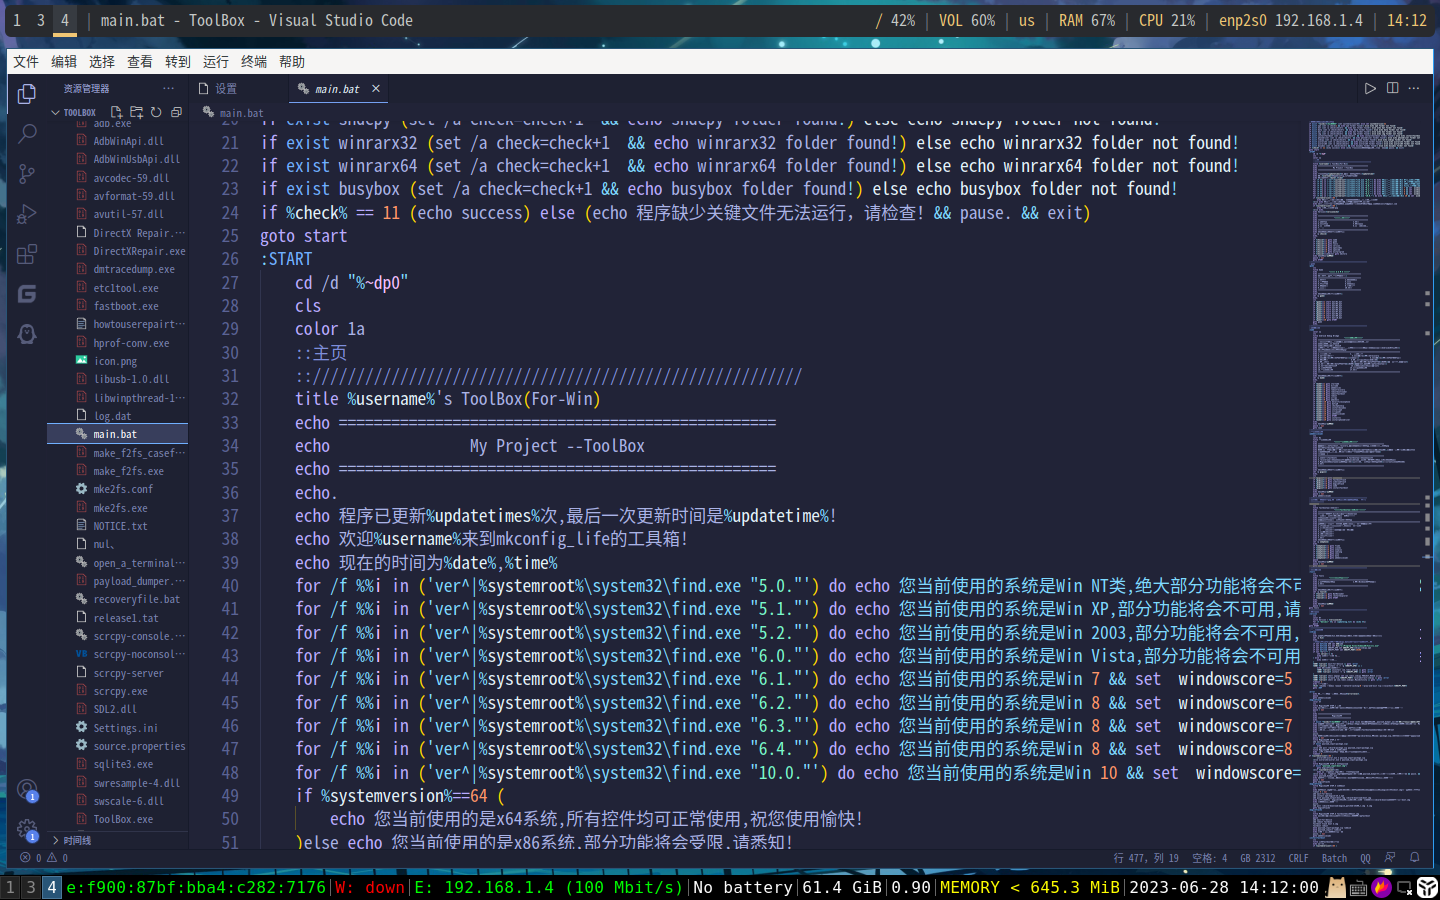 1 3 4 | main.bat - ToolBox - Visual Studio Code
/ 42% | VOL 60% | us | RAM 67% | CPU 21% | enp2s0 192.168.1.4 | 14:12
文件 编辑 选择 查看 转到 运行 终端 帮助
资源管理器 ···
设置
main.bat
TOOLBOX
main.bat
adb.exe
AdbWinApi.dll
AdbWinUsbApi.dll
avcodec-59.dll
avformat-59.dll
avutil-57.dll
DirectX Repair.···
DirectXRepair.exe
dmtracedump.exe
etc1tool.exe
fastboot.exe
howtouserepairt···
hprof-conv.exe
icon.png
libusb-1.0.dll
libwinpthread-1···
log.dat
main.bat
make_f2fs_casef···
make_f2fs.exe
mke2fs.conf
mke2fs.exe
NOTICE.txt
nul、
open_a_terminal···
payload_dumper.···
recoveryfile.bat
release1.tat
scrcpy-console.···
VB scrcpy-noconsol···
scrcpy-server
scrcpy.exe
SDL2.dll
Settings.ini
source.properties
sqlite3.exe
swresample-4.dll
swscale-6.dll
ToolBox.exe
时间线
1
1
21 if exist winrarx32 (set /a check=check+1  && echo winrarx32 folder found!) else echo winrarx32 folder not found!
22 if exist winrarx64 (set /a check=check+1  && echo winrarx64 folder found!) else echo winrarx64 folder not found!
23 if exist busybox (set /a check=check+1 && echo busybox folder found!) else echo busybox folder not found!
24 if %check% == 11 (echo success) else (echo 程序缺少关键文件无法运行, 请检查! && pause. && exit)
25 goto start
26 :START
27     cd /d "%~dp0"
28     cls
29     color 1a
30     ::主页
31     :://////////////////////////////////////////////////////
32     title %username%'s ToolBox(For-Win)
33     echo ==================================================
34     echo                My Project --ToolBox
35     echo ==================================================
36     echo.
37     echo 程序已更新%updatetimes%次,最后一次更新时间是%updatetime%!
38     echo 欢迎%username%来到mkconfig_life的工具箱!
39     echo 现在的时间为%date%,%time%
40     for /f %%i in ('ver^|%systemroot%\system32\find.exe "5.0."') do echo 您当前使用的系统是Win NT类,绝大部分功能将会不可
41     for /f %%i in ('ver^|%systemroot%\system32\find.exe "5.1."') do echo 您当前使用的系统是Win XP,部分功能将会不可用,请
42     for /f %%i in ('ver^|%systemroot%\system32\find.exe "5.2."') do echo 您当前使用的系统是Win 2003,部分功能将会不可用,
43     for /f %%i in ('ver^|%systemroot%\system32\find.exe "6.0."') do echo 您当前使用的系统是Win Vista,部分功能将会不可用
44     for /f %%i in ('ver^|%systemroot%\system32\find.exe "6.1."') do echo 您当前使用的系统是Win 7 && set  windowscore=5
45     for /f %%i in ('ver^|%systemroot%\system32\find.exe "6.2."') do echo 您当前使用的系统是Win 8 && set  windowscore=6
46     for /f %%i in ('ver^|%systemroot%\system32\find.exe "6.3."') do echo 您当前使用的系统是Win 8 && set  windowscore=7
47     for /f %%i in ('ver^|%systemroot%\system32\find.exe "6.4."') do echo 您当前使用的系统是Win 8 && set  windowscore=8
48     for /f %%i in ('ver^|%systemroot%\system32\find.exe "10.0."') do echo 您当前使用的系统是Win 10 && set  windowscore=
49     if %systemversion%==64 (
50         echo 您当前使用的是x64系统,所有控件均可正常使用,祝您使用愉快!
51     )else echo 您当前使用的是x86系统,部分功能将会受限,请悉知!
0 0
行 477, 列 19 空格: 4 GB 2312 CRLF Batch QQ
1 3 4 e:f900:87bf:bba4:c282:7176|W: down|E: 192.168.1.4 (100 Mbit/s)|No battery|61.4 GiB|0.90|MEMORY < 645.3 MiB|2023-06-28 14:12:00